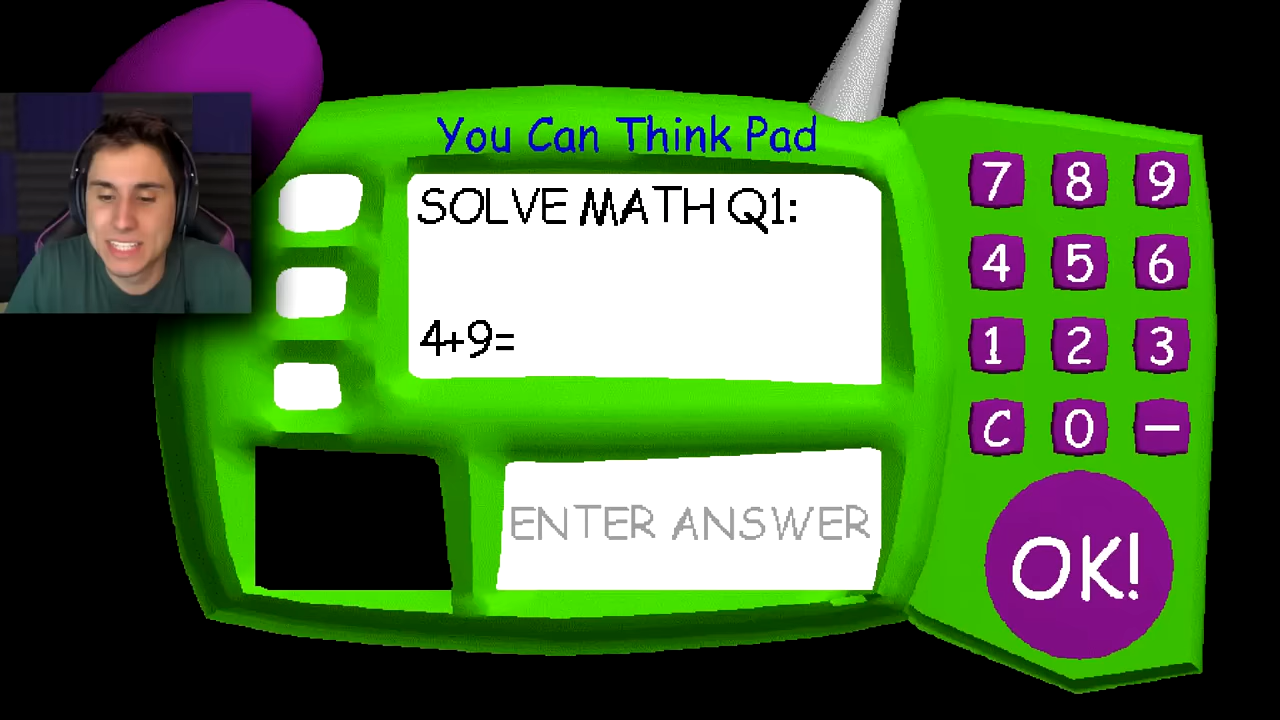 You Can Think Pad
SOLVE MATH Q1:
4+9=
ENTER ANSWER
7 8 9
4 5 6
1 2 3
C 0 —
OK!